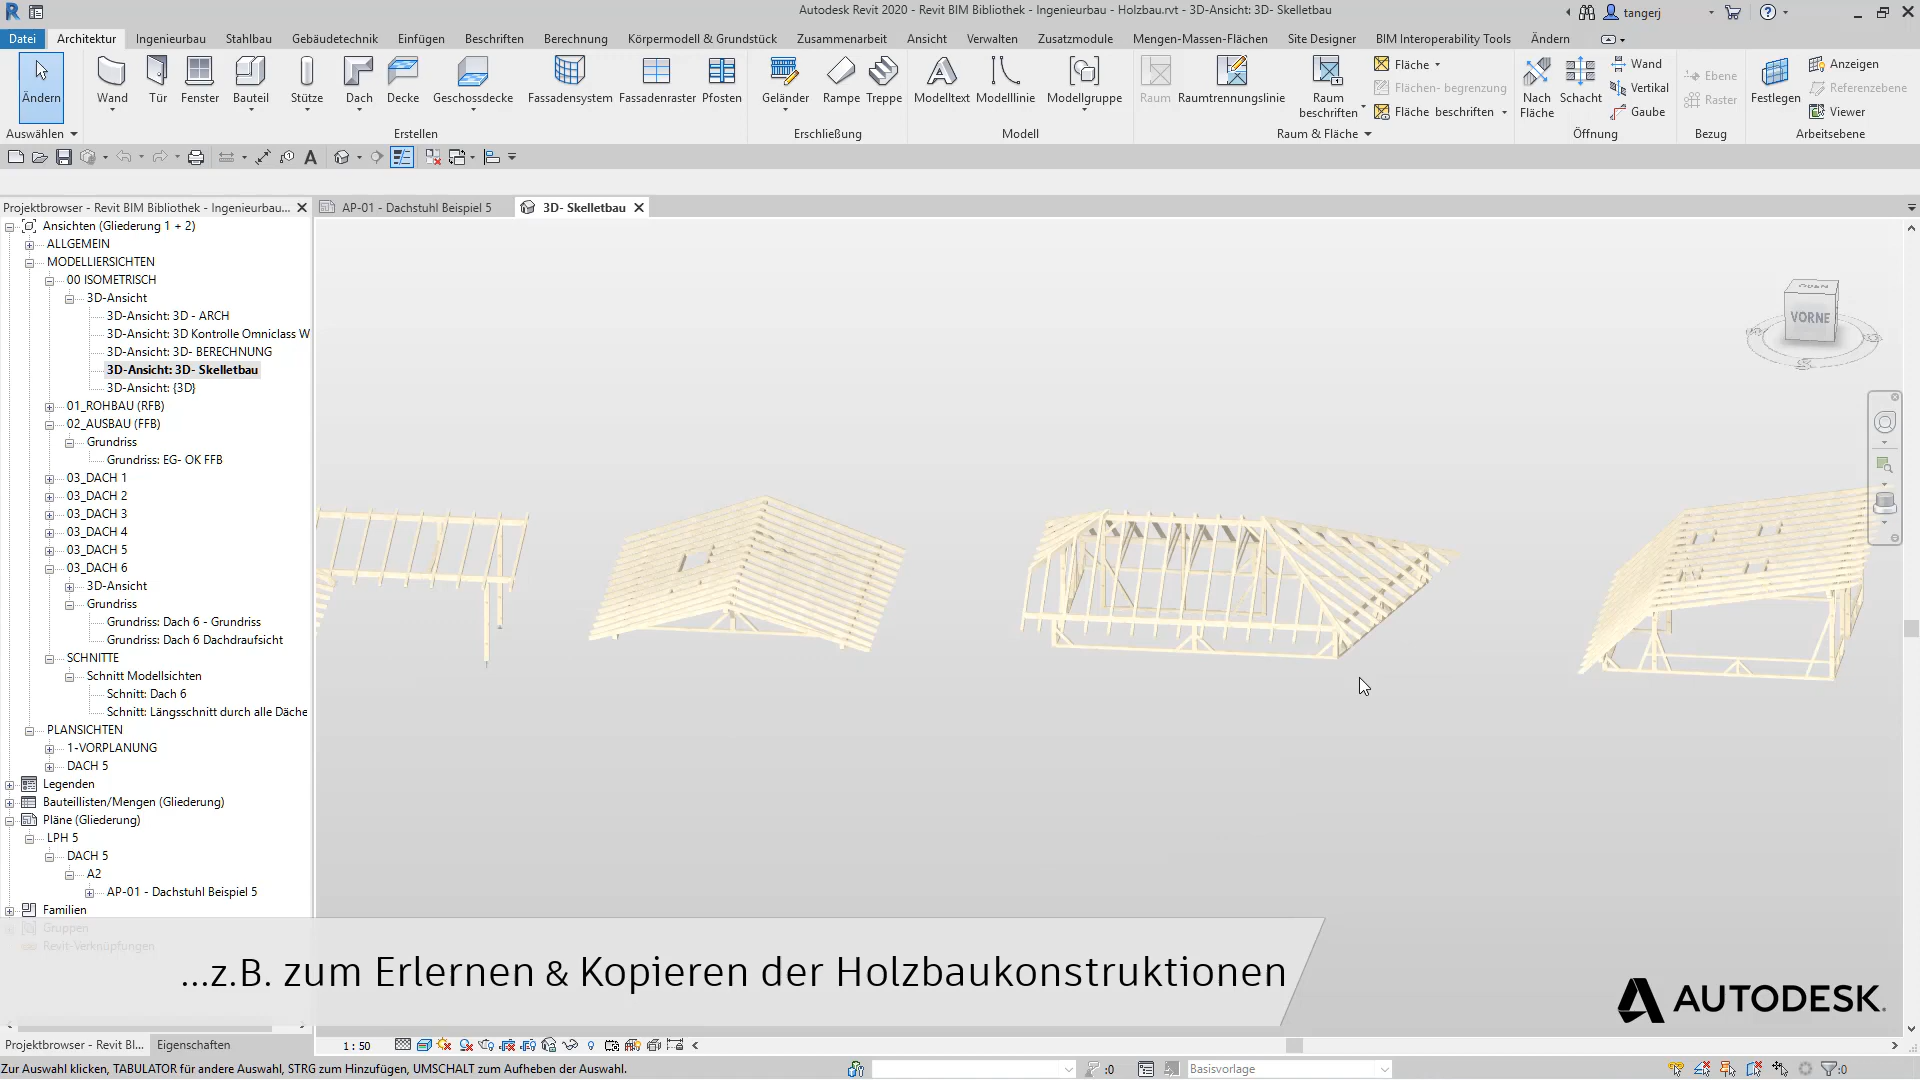 Autodesk Revit 2020 - Revit BIM Bibliothek - Ingenieurbau - Holzbau.rvt - 3D-Ansicht: 3D- Skelletbau
tangerj
Datei Architektur Ingenieurbau Stahlbau Gebäudetechnik Einfügen Beschriften Berechnung Körpermodell & Grundstück Zusammenarbeit Ansicht Verwalten Zusatzmodule Mengen-Massen-Flächen Site Designer BIM Interoperability Tools Ändern
Ändern Wand Tür Fenster Bauteil Stütze Dach Decke Geschossdecke Fassadensystem Fassadenraster Pfosten Geländer Rampe Treppe Modelltext Modelllinie Modellgruppe Raum Raumtrennungslinie Raum beschriften
Fläche
Flächen- begrenzung
Fläche beschriften
Nach Fläche Schacht
Wand
Vertikal
Gaube
Ebene
Raster
Festlegen
Anzeigen
Referenzebene
Viewer
Auswählen Erstellen Erschließung Modell Raum & Fläche Öffnung Bezug Arbeitsebene
Projektbrowser - Revit BIM Bibliothek - Ingenieurbau...
AP-01 - Dachstuhl Beispiel 5
3D- Skelletbau
Ansichten (Gliederung 1 + 2)
ALLGEMEIN
MODELLIERSICHTEN
00 ISOMETRISCH
3D-Ansicht
3D-Ansicht: 3D - ARCH
3D-Ansicht: 3D Kontrolle Omniclass W
3D-Ansicht: 3D- BERECHNUNG
3D-Ansicht: 3D- Skelletbau
3D-Ansicht: {3D}
01_ROHBAU (RFB)
02_AUSBAU (FFB)
Grundriss
Grundriss: EG- OK FFB
03_DACH 1
03_DACH 2
03_DACH 3
03_DACH 4
03_DACH 5
03_DACH 6
3D-Ansicht
Grundriss
Grundriss: Dach 6 - Grundriss
Grundriss: Dach 6 Dachdraufsicht
SCHNITTE
Schnitt Modellsichten
Schnitt: Dach 6
Schnitt: Längsschnitt durch alle Däche
PLANSICHTEN
1-VORPLANUNG
DACH 5
Legenden
Bauteillisten/Mengen (Gliederung)
Pläne (Gliederung)
LPH 5
DACH 5
A2
AP-01 - Dachstuhl Beispiel 5
Familien
Gruppen
Revit-Verknüpfungen
OBEN
VORNE
S
...z.B. zum Erlernen & Kopieren der Holzbaukonstruktionen
AUTODESK.
Projektbrowser - Revit BI... Eigenschaften
1 : 50
Zur Auswahl klicken, TABULATOR für andere Auswahl, STRG zum Hinzufügen, UMSCHALT zum Aufheben der Auswahl.
:0
Basisvorlage
:0